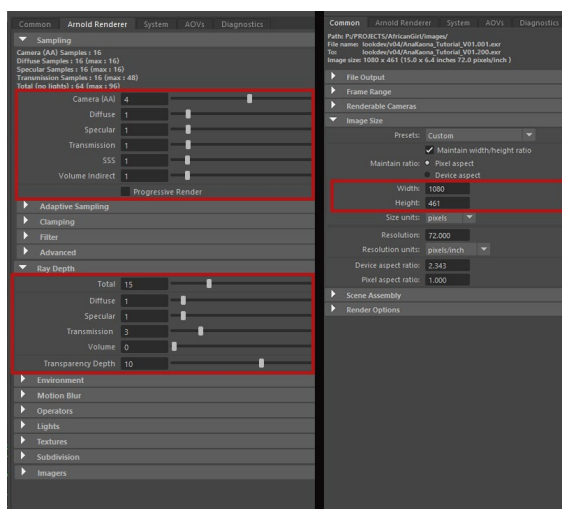 Common Arnold Renderer System AOVs Diagnostics
Sampling
Camera (AA) Samples : 16
Diffuse Samples : 16 (max : 16)
Specular Samples : 16 (max : 16)
Transmission Samples : 16 (max : 48)
Total (no lights) : 64 (max : 96)
Camera (AA) 4
Diffuse 1
Specular 1
Transmission 1
SSS 1
Volume Indirect 1
Progressive Render
Adaptive Sampling
Clamping
Filter
Advanced
Ray Depth
Total 15
Diffuse 1
Specular 1
Transmission 3
Volume 0
Transparency Depth 10
Environment
Motion Blur
Operators
Lights
Textures
Subdivision
Imagers
Common Arnold Renderer System AOVs Diagnostics
Path: P:/PROJECTS/AfricanGirl/images/
File name: lookdev/v04/AnaKaona_Tutorial_V01.001.exr
To: lookdev/v04/AnaKaona_Tutorial_V01.200.exr
Image size: 1080 x 461 (15.0 x 6.4 inches 72.0 pixels/inch )
File Output
Frame Range
Renderable Cameras
Image Size
Presets: Custom
Maintain width/height ratio
Maintain ratio: Pixel aspect
Device aspect
Width: 1080
Height: 461
Size units: pixels
Resolution: 72.000
Resolution units: pixels/inch
Device aspect ratio: 2.343
Pixel aspect ratio: 1.000
Scene Assembly
Render Options